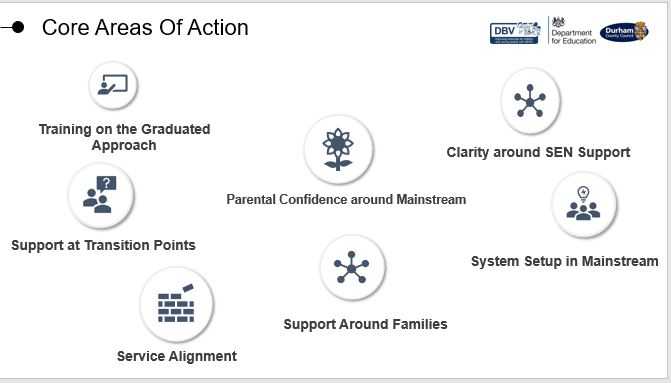 Core Areas Of Action
DBV
Department
for Education
Durham
County Council
Training on the Graduated
Approach
Parental Confidence around Mainstream
Clarity around SEN Support
Support at Transition Points
System Setup in Mainstream
Support Around Families
Service Alignment